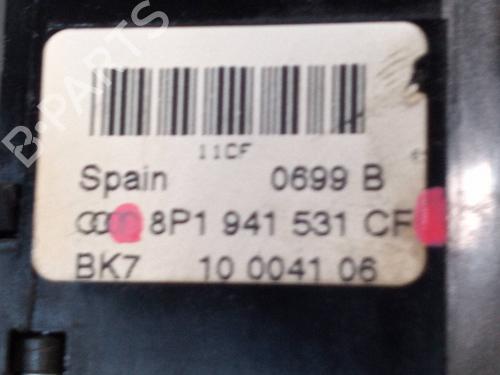 B-PARTS
11CF
Spain 0699 B
8P1 941 531 CF
BK7 10 0041 06